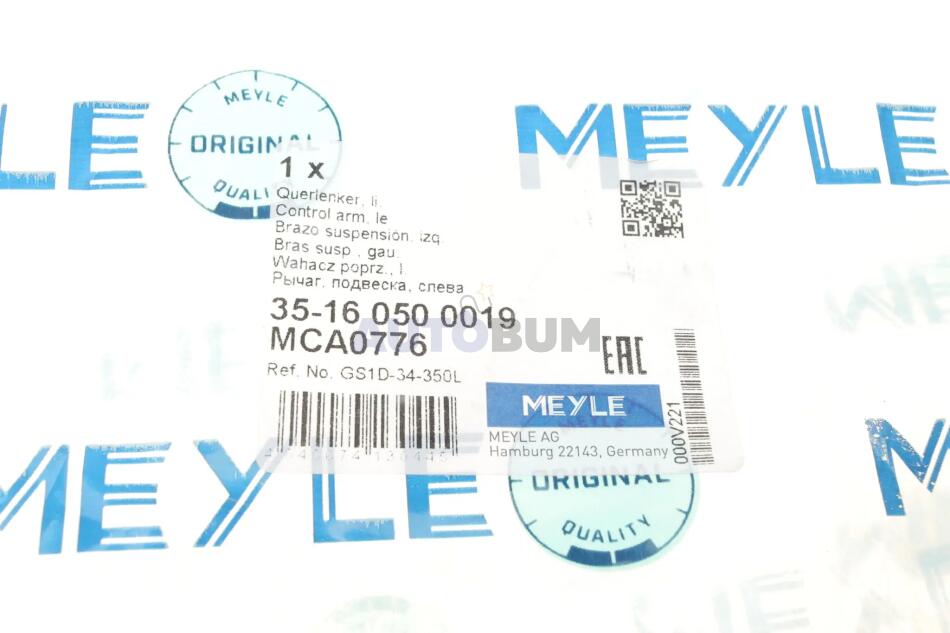 MEYLE
ORIGINAL
QUALITY
MEYLE
1 x
Querlenker, li.
Control arm, le
Brazo suspensión, izq.
Bras susp., gau.
Wahacz poprz., l.
Рычаг, подвеска, слева
35-16 050 0019
AUTOBUM
MCA0776
EAC
Ref. No. GS1D-34-350L
MEYLE
MEYLE AG
Hamburg 22143, Germany
000V221
MEYLE
ORIGINAL
QUALITY